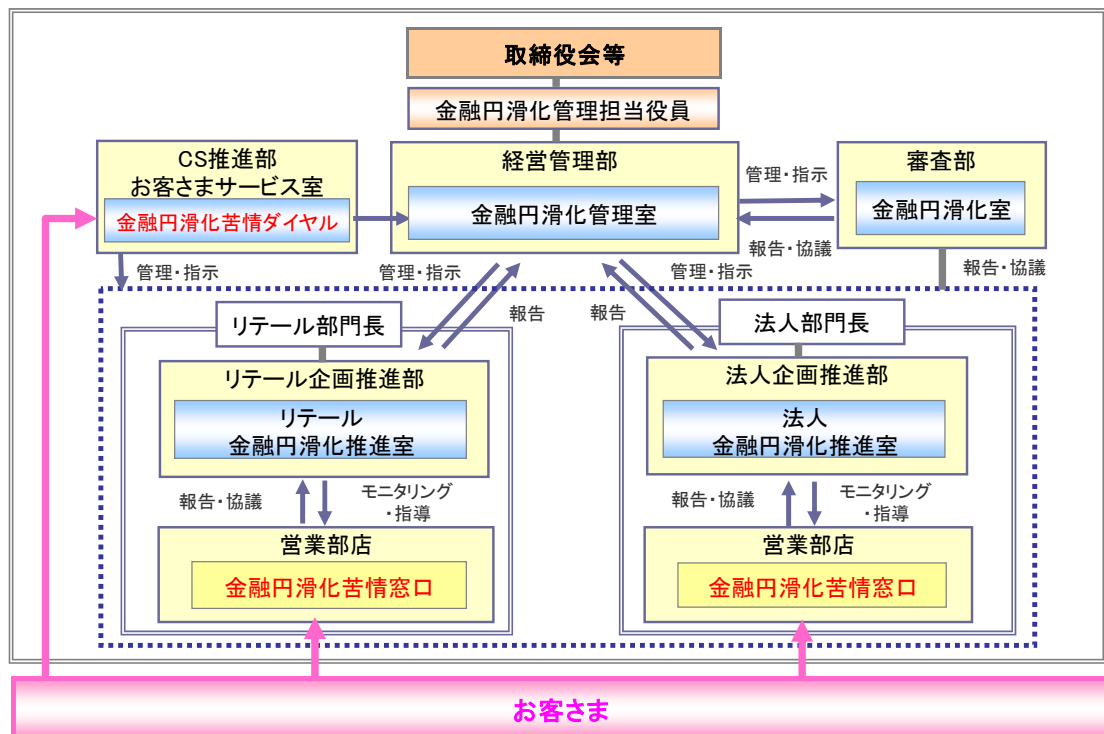 取締役会等
金融円滑化管理担当役員
CS推進部
お客さまサービス室
金融円滑化苦情ダイヤル
経営管理部
金融円滑化管理室
管理・指示
報告・協議
審査部
金融円滑化室
管理・指示
管理・指示
報告
報告
管理・指示
報告・協議
リテール部門長
リテール企画推進部
リテール
金融円滑化推進室
報告・協議
モニタリング
・指導
営業部店
金融円滑化苦情窓口
法人部門長
法人企画推進部
法人
金融円滑化推進室
報告・協議
モニタリング
・指導
営業部店
金融円滑化苦情窓口
お客さま